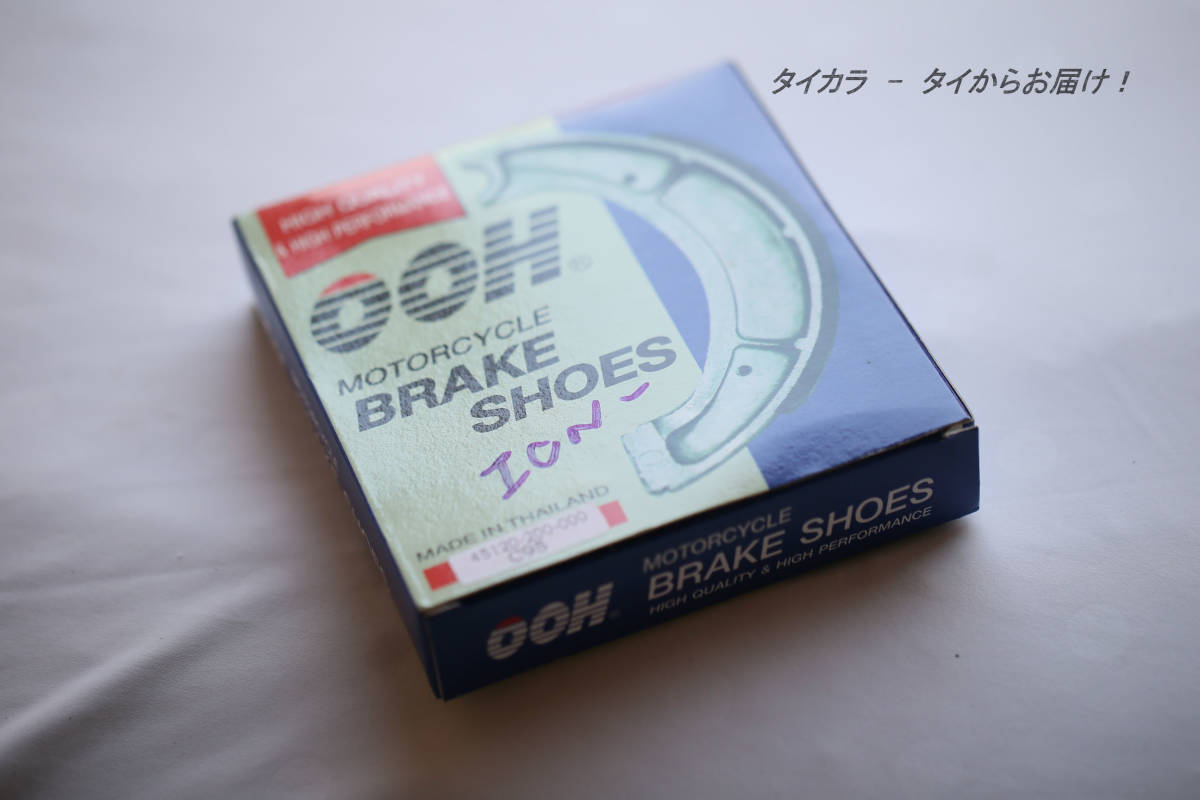 タイカラ - タイからお届け！
HIGH QUALITY
& HIGH PERFORMANCE
OOH®
MOTORCYCLE
BRAKE
SHOES
ION-
MADE IN THAILAND
45120-200-000
C95
OOH®
MOTORCYCLE
BRAKE SHOES
HIGH QUALITY & HIGH PERFORMANCE